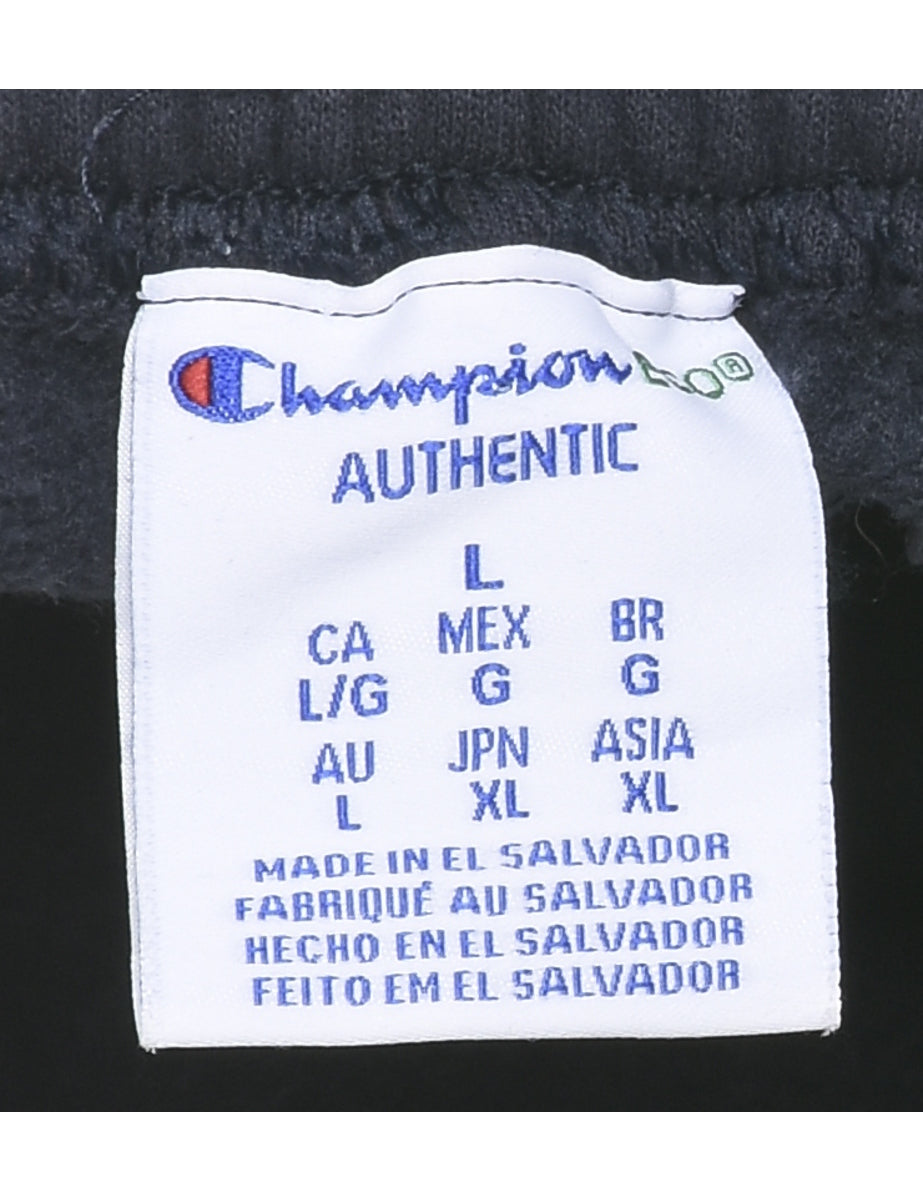 Champion ®
AUTHENTIC
L
CA MEX BR
L/G G G
AU JPN ASIA
L XL XL
MADE IN EL SALVADOR
FABRIQUÉ AU SALVADOR
HECHO EN EL SALVADOR
FEITO EM EL SALVADOR